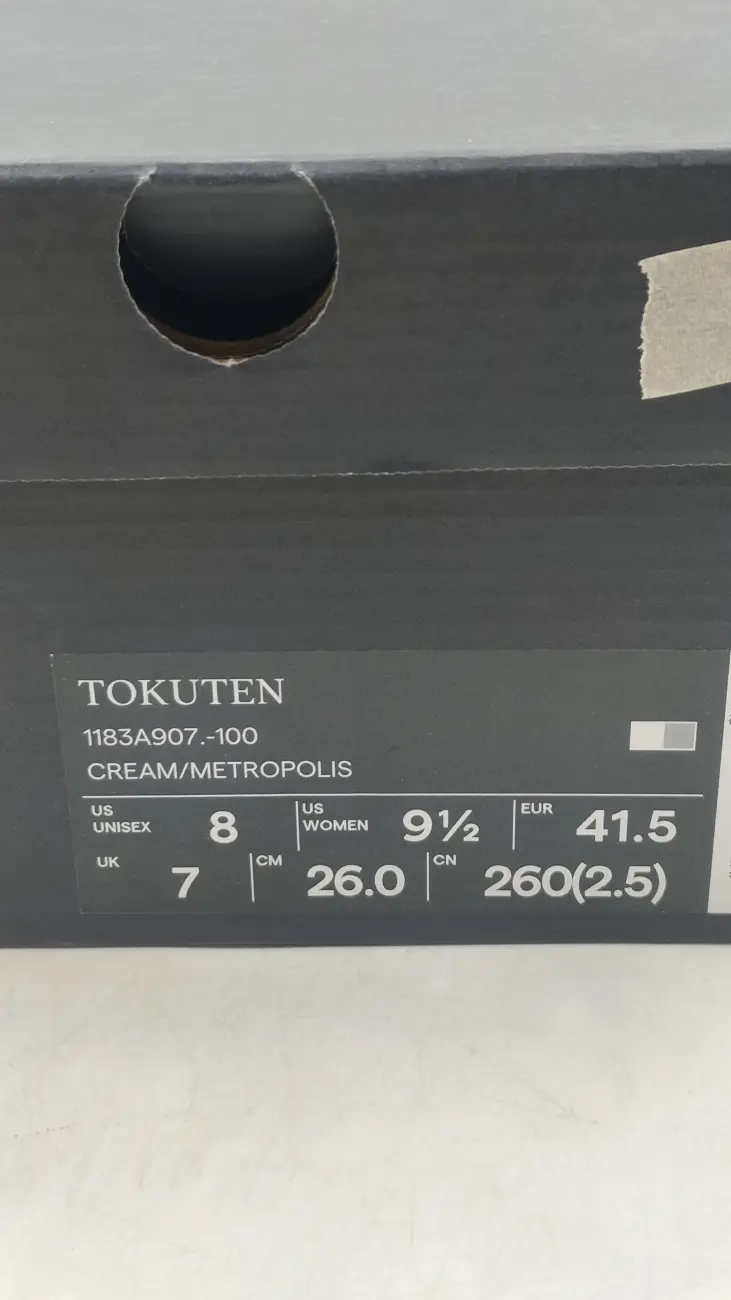 TOKUTEN
1183A907.-100
CREAM/METROPOLIS
US UNISEX 8 US WOMEN 9½ EUR 41.5
UK 7 CM 26.0 CN 260(2.5)